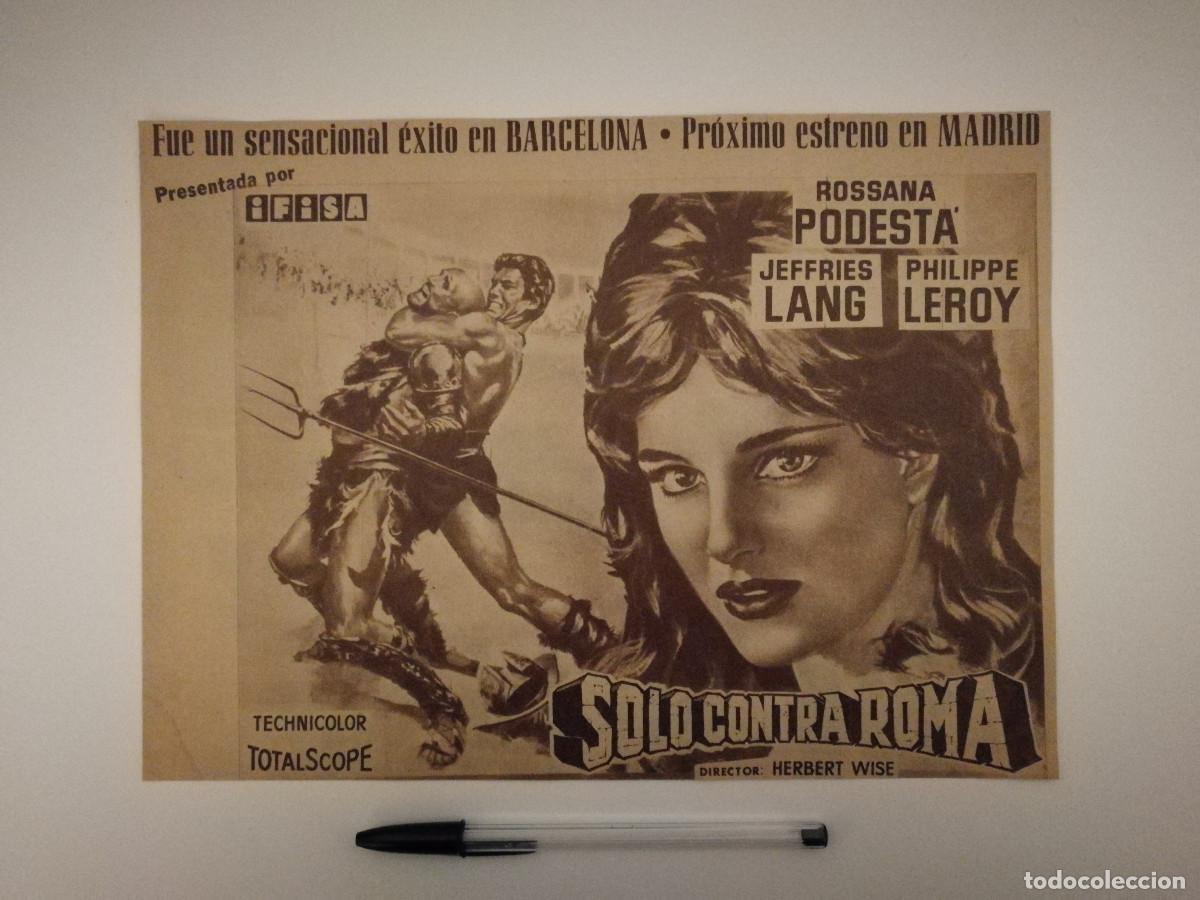 Fue un sensacional éxito en BARCELONA • Próximo estreno en MADRID
Presentada por
IFISA
ROSSANA
PODESTA'
JEFFRIES
LANG
PHILIPPE
LEROY
SOLO CONTRA ROMA
DIRECTOR: HERBERT WISE
TECHNICOLOR
TOTALSCOPE
todocoleccion